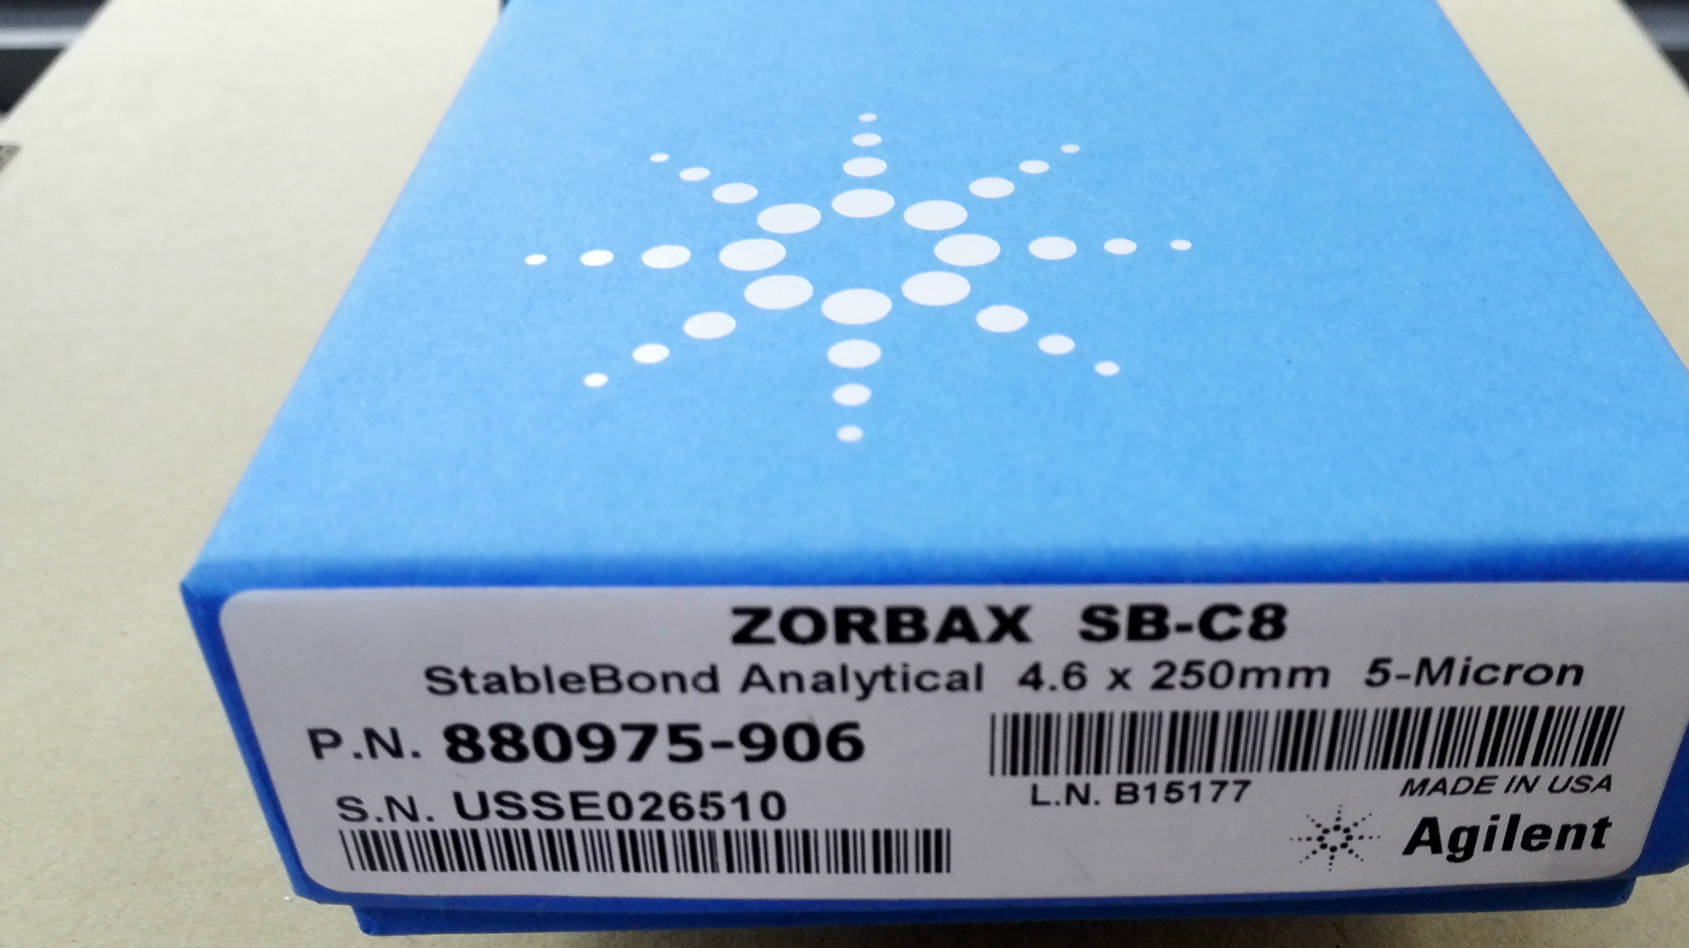 ZORBAX SB-C8
StableBond Analytical 4.6 x 250mm 5-Micron
P.N. 880975-906
S.N. USSE026510
L.N. B15177
MADE IN USA
Agilent